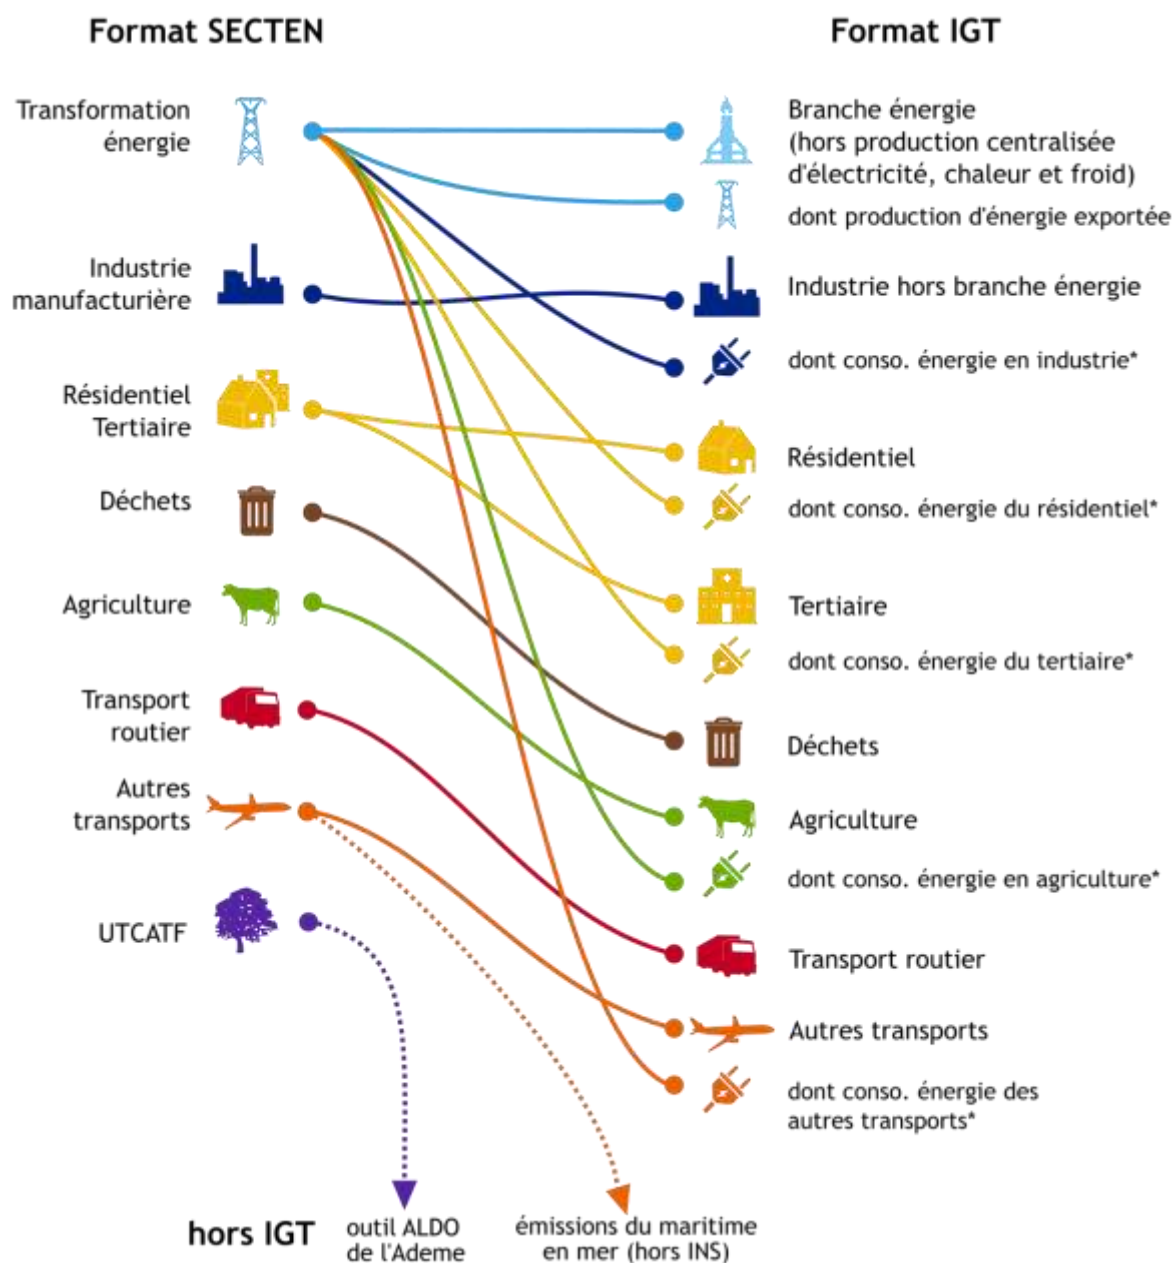 Format SECTEN
Format IGT
Transformation
énergie
Industrie
manufacturière
Résidentiel
Tertiaire
Déchets
Agriculture
Transport
routier
Autres
transports
UTCATF
Branche énergie
(hors production centralisée
d'électricité, chaleur et froid)
dont production d'énergie exportée
Industrie hors branche énergie
dont conso. énergie en industrie*
Résidentiel
dont conso. énergie du résidentiel*
Tertiaire
dont conso. énergie du tertiaire*
Déchets
Agriculture
dont conso. énergie en agriculture*
Transport routier
Autres transports
dont conso. énergie des
autres transports*
hors IGT
outil ALDO
de l'Ademe
émissions du maritime
en mer (hors INS)